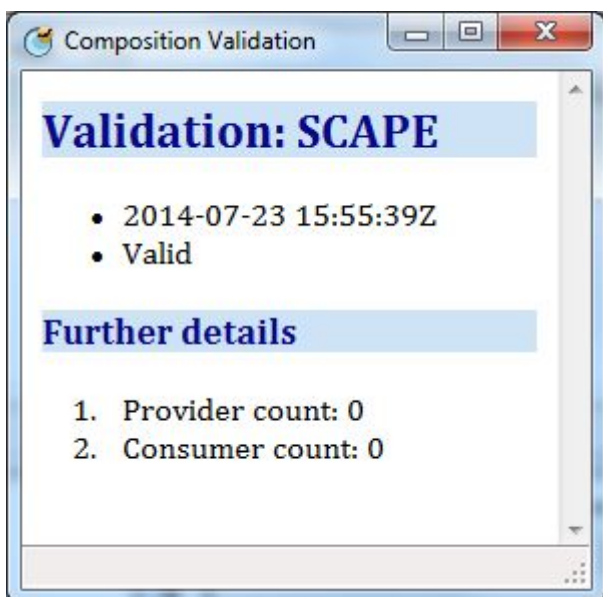 Composition Validation
Validation: SCAPE
2014-07-23 15:55:39Z
Valid
Further details
1. Provider count: 0
2. Consumer count: 0